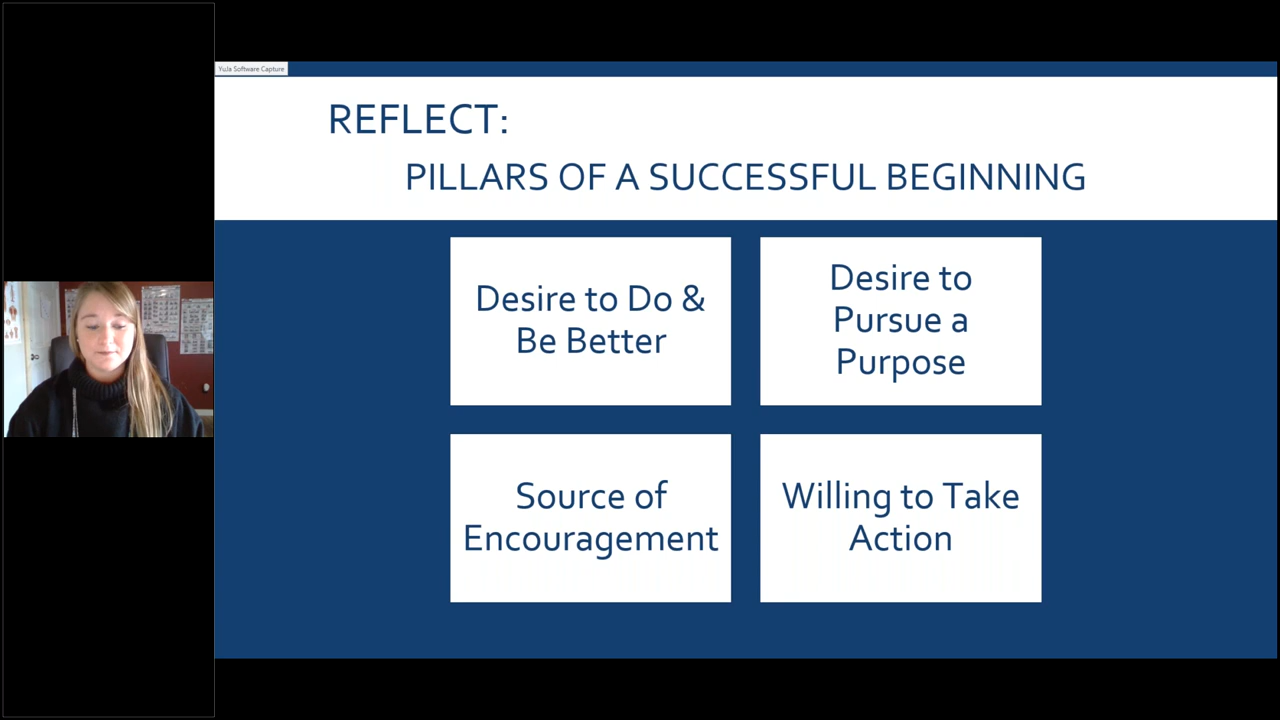 YuJa Software Capture
REFLECT:
PILLARS OF A SUCCESSFUL BEGINNING
Desire to Do &
Be Better
Desire to
Pursue a
Purpose
Source of
Encouragement
Willing to Take
Action